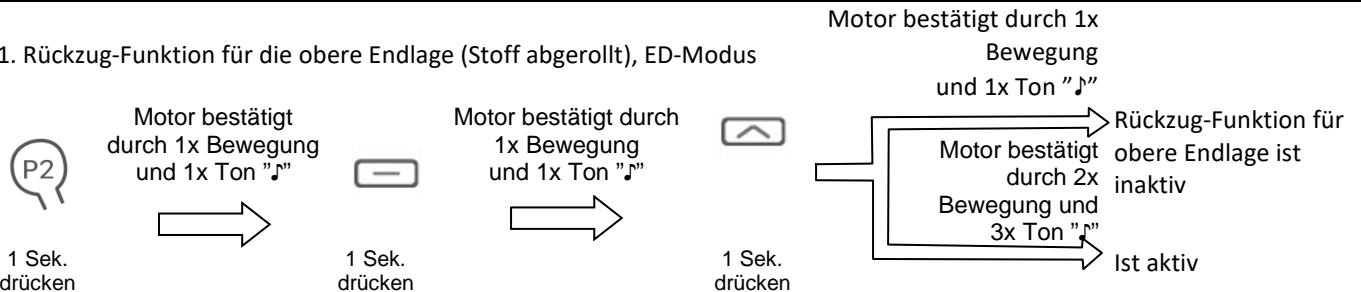 Motor bestätigt durch 1x
Bewegung
und 1x Ton "♪"
1. Rückzug-Funktion für die obere Endlage (Stoff abgerollt), ED-Modus
P2
1 Sek.
drücken
Motor bestätigt
durch 1x Bewegung
und 1x Ton "♪"
1 Sek.
drücken
Motor bestätigt durch
1x Bewegung
und 1x Ton "♪"
1 Sek.
drücken
Rückzug-Funktion für
obere Endlage ist
inaktiv
Motor bestätigt
durch 2x
Bewegung und
3x Ton "♪"
Ist aktiv